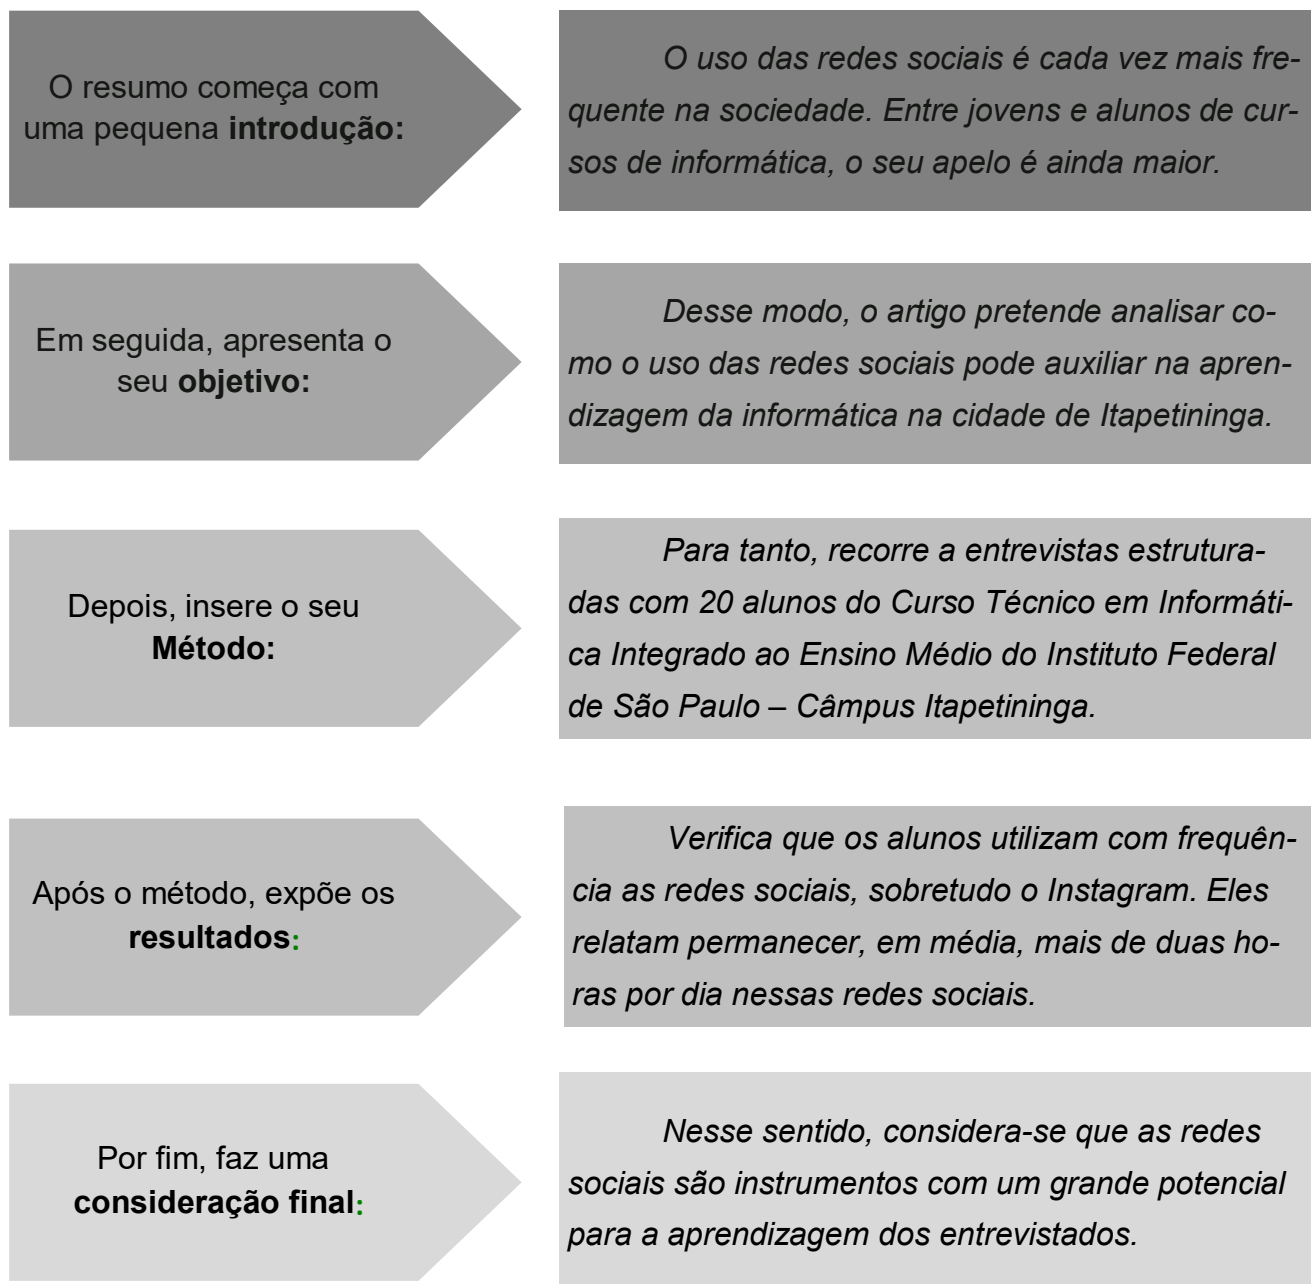 O resumo começa com
uma pequena introdução:
O uso das redes sociais é cada vez mais fre-
quente na sociedade. Entre jovens e alunos de cur-
sos de informática, o seu apelo é ainda maior.
Em seguida, apresenta o
seu objetivo:
Desse modo, o artigo pretende analisar co-
mo o uso das redes sociais pode auxiliar na apren-
dizagem da informática na cidade de Itapetininga.
Depois, insere o seu
Método:
Para tanto, recorre a entrevistas estrutura-
das com 20 alunos do Curso Técnico em Informáti-
ca Integrado ao Ensino Médio do Instituto Federal
de São Paulo – Câmpus Itapetininga.
Após o método, expõe os
resultados:
Verifica que os alunos utilizam com frequên-
cia as redes sociais, sobretudo o Instagram. Eles
relatam permanecer, em média, mais de duas ho-
ras por dia nessas redes sociais.
Por fim, faz uma
consideração final:
Nesse sentido, considera-se que as redes
sociais são instrumentos com um grande potencial
para a aprendizagem dos entrevistados.